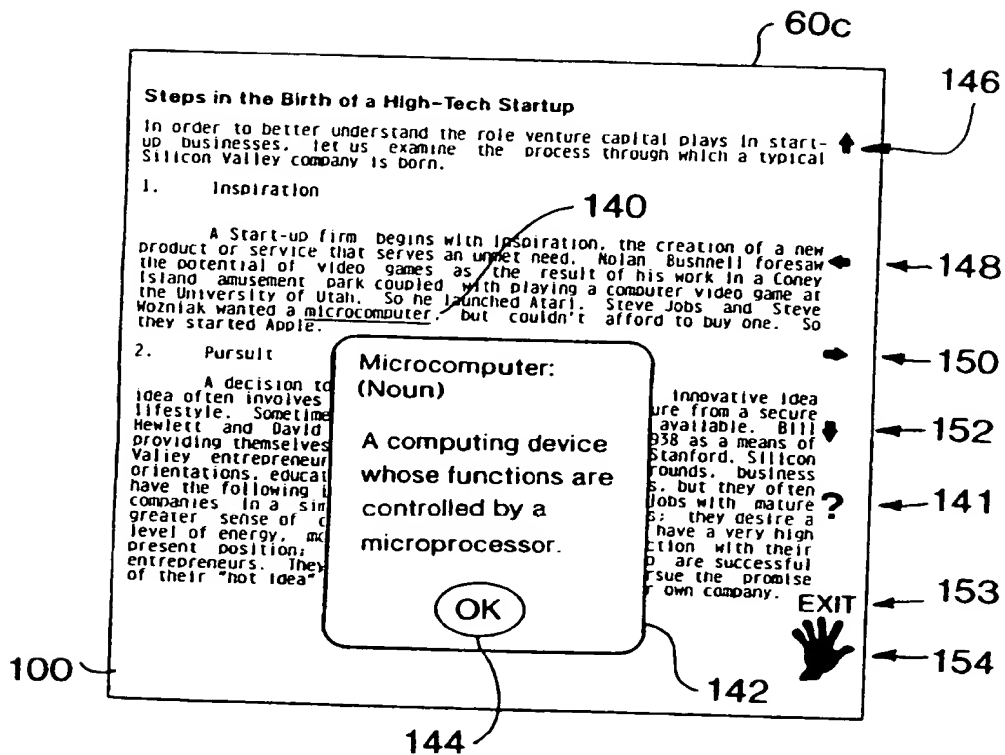 60c
146
Steps in the Birth of a High-Tech Startup
In order to better understand the role venture capital plays in start-
up businesses, let us examine the process through which a typical
Silicon Valley company is born.
1. Inspiration
140
A Start-up firm begins with inspiration, the creation of a new
product or service that serves an unmet need. Nolan Bushnell foresaw
the potential of video games as the result of his work in a Coney
Island amusement park coupled with playing a computer video game at
the University of Utah. So he launched Atari. Steve Jobs and Steve
Wozniak wanted a microcomputer, but couldn't afford to buy one. So
they started Apple.
148
2. Pursuit
150
A decision to innovative idea
idea often involves ure from a secure
lifestyle. Sometime available. Bill
Hewlett and David 938 as a means of
providing themselves Stanford. Silicon
Valley entrepreneur rounds, business
orientations, educat s, but they often
have the following i jobs with mature
companies in a sim s; they desire a
greater sense of c have a very high
level of energy, mo ction with their
present position; o are successful
entrepreneurs. They rsue the promise
of their "hot idea" r own company.
Microcomputer:
(Noun)
A computing device
whose functions are
controlled by a
microprocessor.
OK
152
? 141
EXIT 153
154
100
142
144